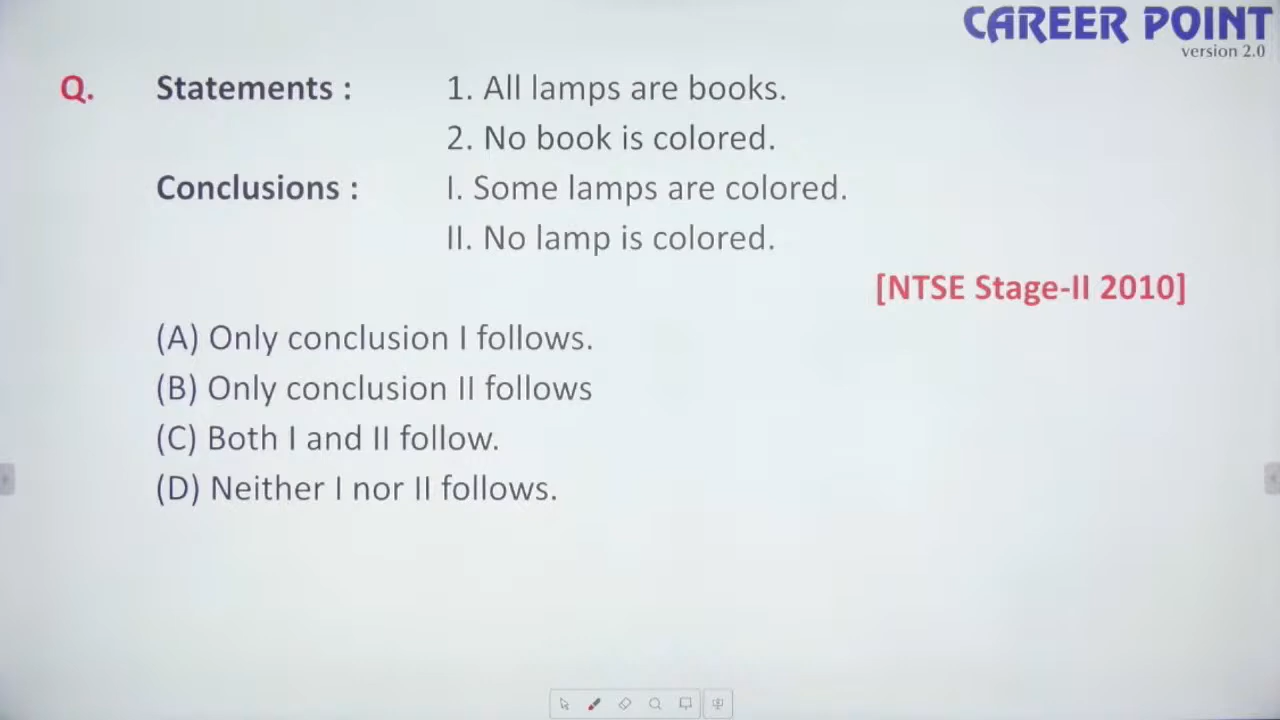 CAREER POINT
version 2.0
Q. Statements : 1. All lamps are books.
2. No book is colored.
Conclusions : I. Some lamps are colored.
II. No lamp is colored.
[NTSE Stage-II 2010]
(A) Only conclusion I follows.
(B) Only conclusion II follows
(C) Both I and II follow.
(D) Neither I nor II follows.